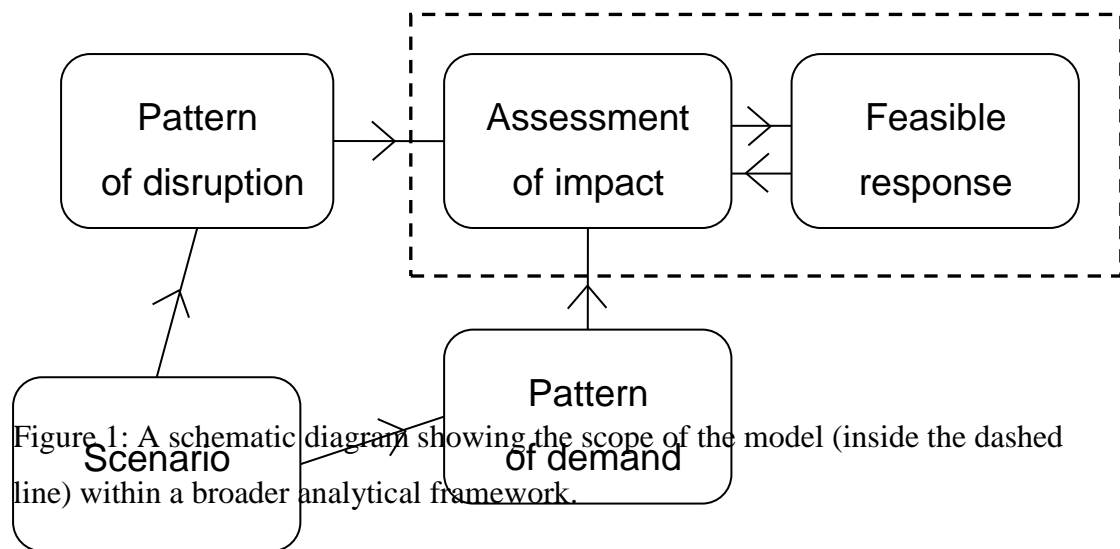 Pattern
of disruption
Assessment
of impact
Feasible
response
Pattern
of demand
Scenario
Figure 1: A schematic diagram showing the scope of the model (inside the dashed
line) within a broader analytical framework.